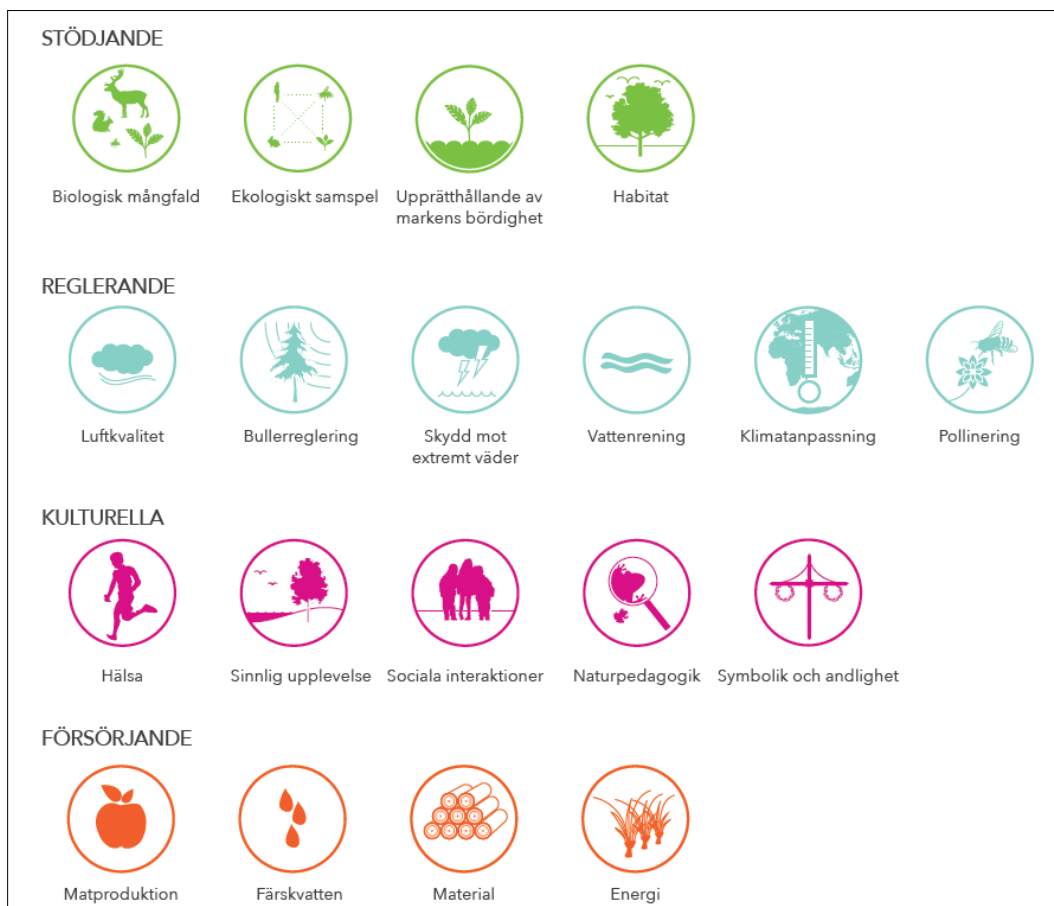 STÖDJANDE
Biologisk mångfald
Ekologiskt samspel
Upprätthållande av
markens bördighet
Habitat
REGLERANDE
Luftkvalitet
Bullerreglering
Skydd mot
extremt väder
Vattenrening
Klimatanpassning
Pollinering
KULTURELLA
Hälsa
Sinnlig upplevelse
Sociala interaktioner
Naturpedagogik
Symbolik och andlighet
FÖRSÖRJANDE
Matproduktion
Färskvatten
Material
Energi